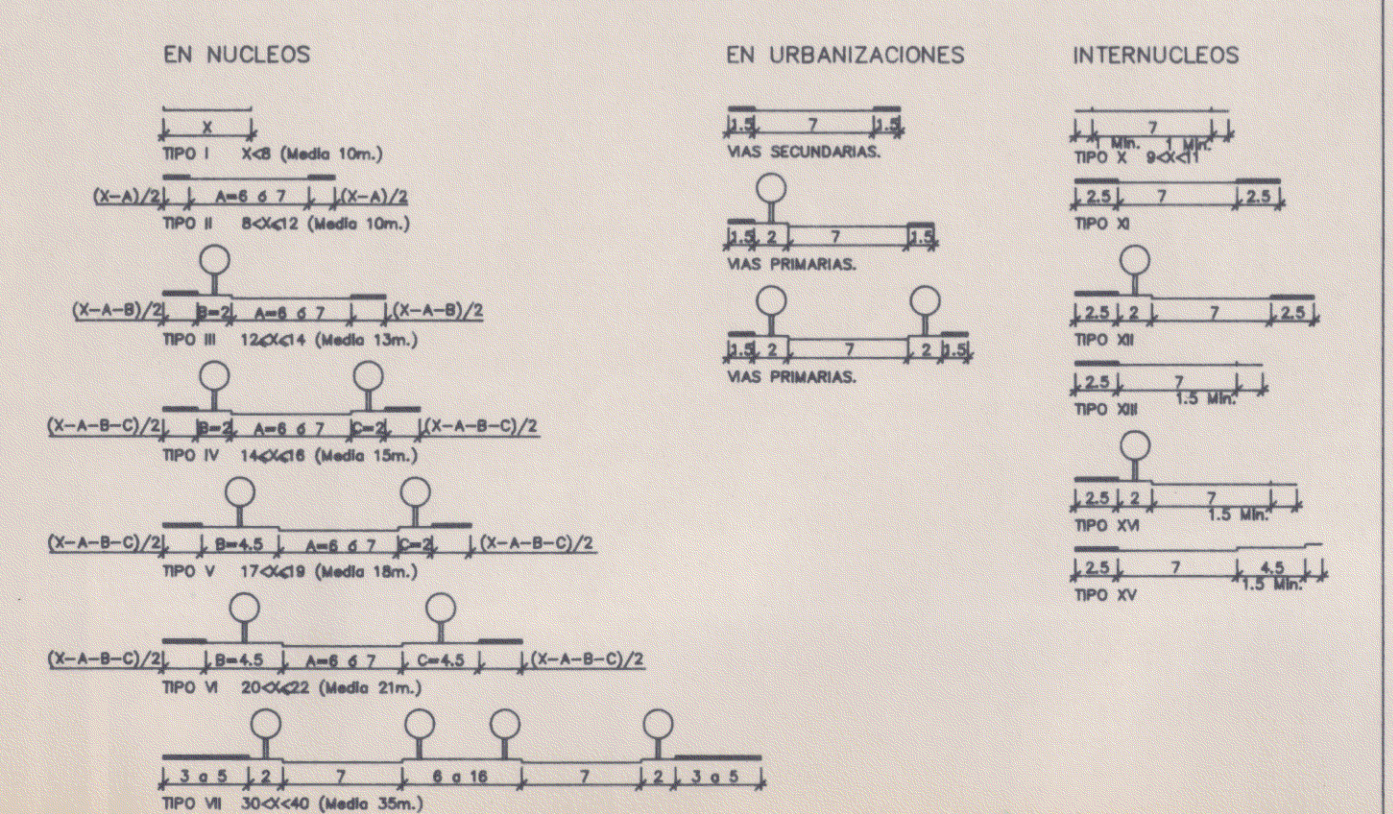 EN NUCLEOS
X
TIPO I X<8 (Media 10m.)
(X-A)/2 A=6 ó 7 (X-A)/2
TIPO II 8<X⩽12 (Media 10m.)
(X-A-B)/2 B=2 A=6 ó 7 (X-A-B)/2
TIPO III 12⩽X⩽14 (Media 13m.)
(X-A-B-C)/2 B=2 A=6 ó 7 C=2 (X-A-B-C)/2
TIPO IV 14⩽X⩽16 (Media 15m.)
(X-A-B-C)/2 B=4.5 A=6 ó 7 C=2 (X-A-B-C)/2
TIPO V 17<X⩽19 (Media 18m.)
(X-A-B-C)/2 B=4.5 A=6 ó 7 C=4.5 (X-A-B-C)/2
TIPO VI 20<X⩽22 (Media 21m.)
3 a 5 2 7 6 a 16 7 2 3 a 5
TIPO VII 30<X<40 (Media 35m.)
EN URBANIZACIONES
1.5 7 1.5
VIAS SECUNDARIAS.
1.5 2 7 1.5
VIAS PRIMARIAS.
1.5 2 7 2 1.5
VIAS PRIMARIAS.
INTERNUCLEOS
7
1 Min. 1 Min.
TIPO X 9<X<11
2.5 7 2.5
TIPO XI
2.5 2 7 2.5
TIPO XII
2.5 7
1.5 Min.
TIPO XIII
2.5 2 7
1.5 Min.
TIPO XVI
2.5 7 4.5
1.5 Min.
TIPO XV